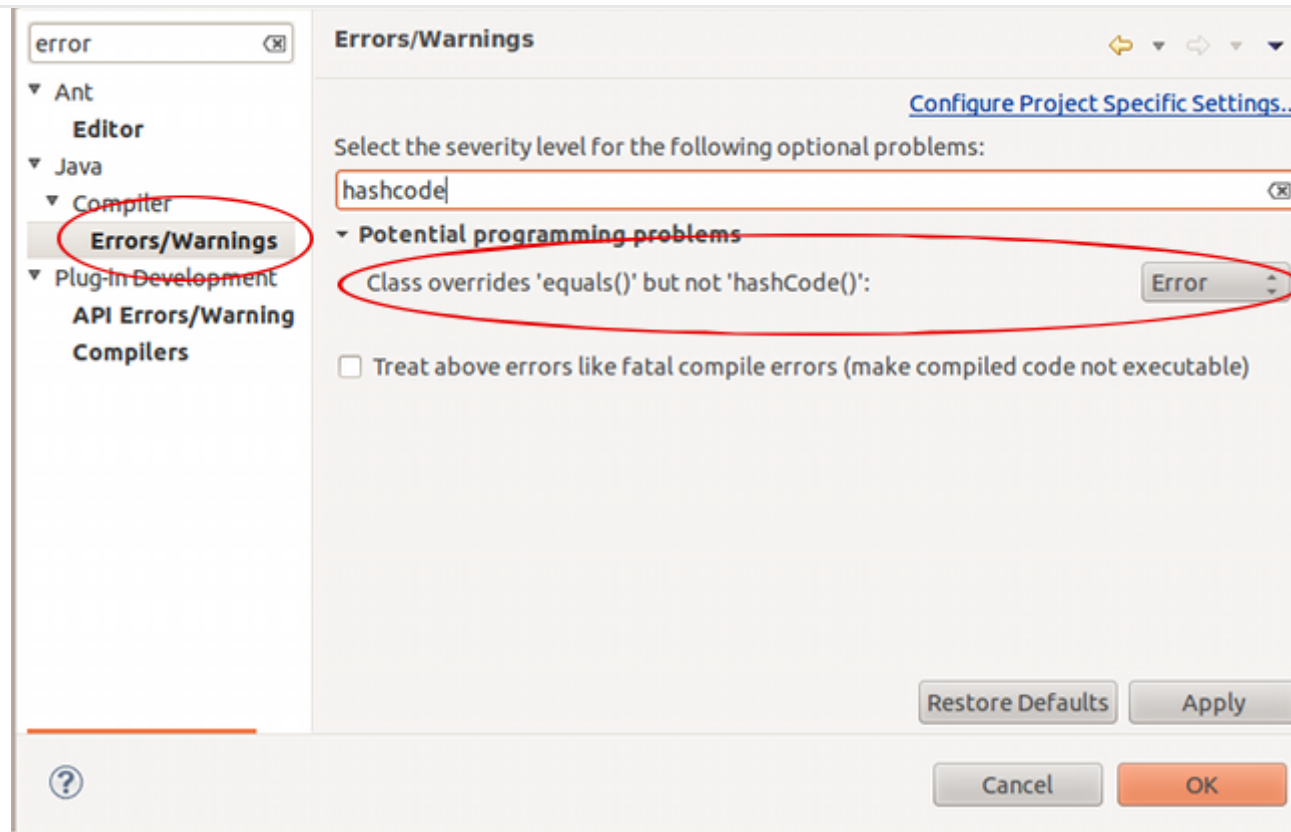 error
Ant
Editor
Java
Compiler
Errors/Warnings
Plug-in Development
API Errors/Warning
Compilers
Errors/Warnings
Configure Project Specific Settings..
Select the severity level for the following optional problems:
hashcode
Potential programming problems
Class overrides 'equals()' but not 'hashCode()': Error
Treat above errors like fatal compile errors (make compiled code not executable)
Restore Defaults Apply
? Cancel OK